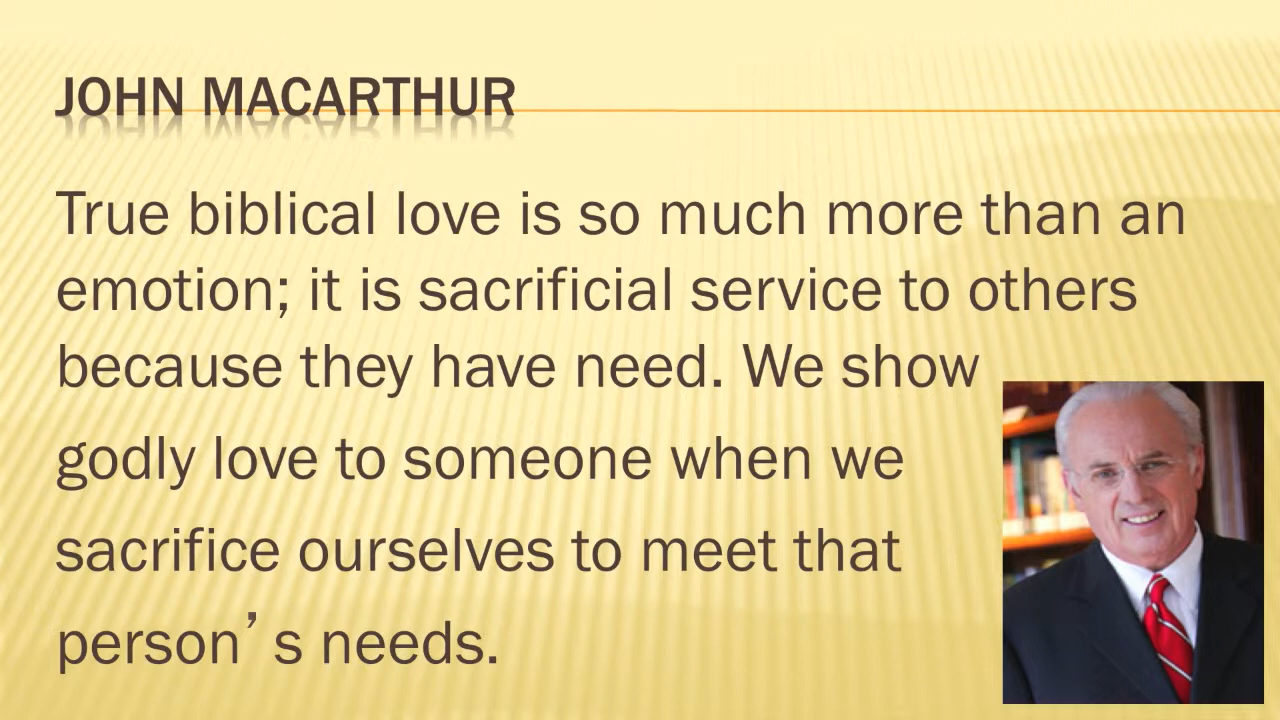 JOHN MACARTHUR
True biblical love is so much more than an
emotion; it is sacrificial service to others
because they have need. We show
godly love to someone when we
sacrifice ourselves to meet that
person’s needs.